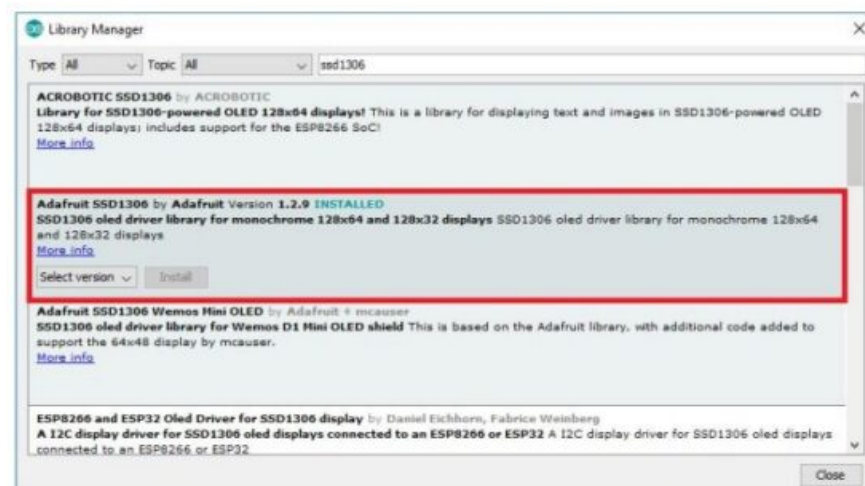 Library Manager
Type All Topic All ssd1306
ACROBOTIC SSD1306 by ACROBOTIC
Library for SSD1306-powered OLED 128x64 displays! This is a library for displaying text and images in SSD1306-powered OLED
128x64 displays; includes support for the ESP8266 SoC!
More info
Adafruit SSD1306 by Adafruit Version 1.2.9 INSTALLED
SSD1306 oled driver library for monochrome 128x64 and 128x32 displays SSD1306 oled driver library for monochrome 128x64
and 128x32 displays
More info
Select version Install
Adafruit SSD1306 Wemos Mini OLED by Adafruit + mcauser
SSD1306 oled driver library for Wemos D1 Mini OLED shield This is based on the Adafruit library, with additional code added to
support the 64x48 display by mcauser.
More info
ESP8266 and ESP32 Oled Driver for SSD1306 display by Daniel Eichhorn, Fabrice Weinberg
A I2C display driver for SSD1306 oled displays connected to an ESP8266 or ESP32 A I2C display driver for SSD1306 oled displays
connected to an ESP8266 or ESP32
Close